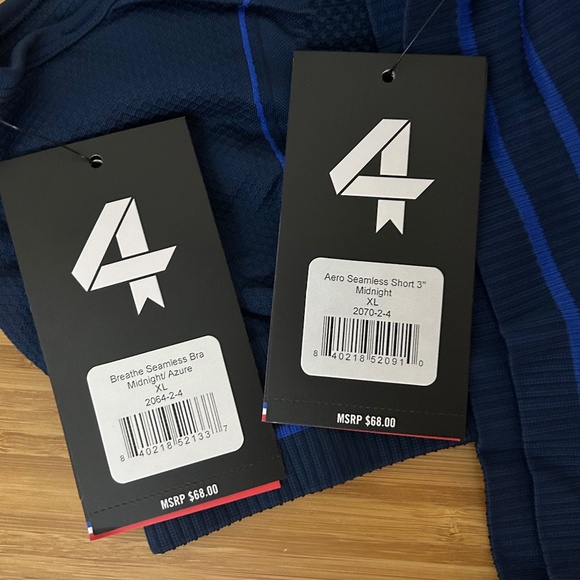 4
Breathe Seamless Bra
Midnight/ Azure
XL
2064-2-4
8 40218 52133 7
MSRP $68.00
4
Aero Seamless Short 3"
Midnight
XL
2070-2-4
8 40218 52091 0
MSRP $68.00